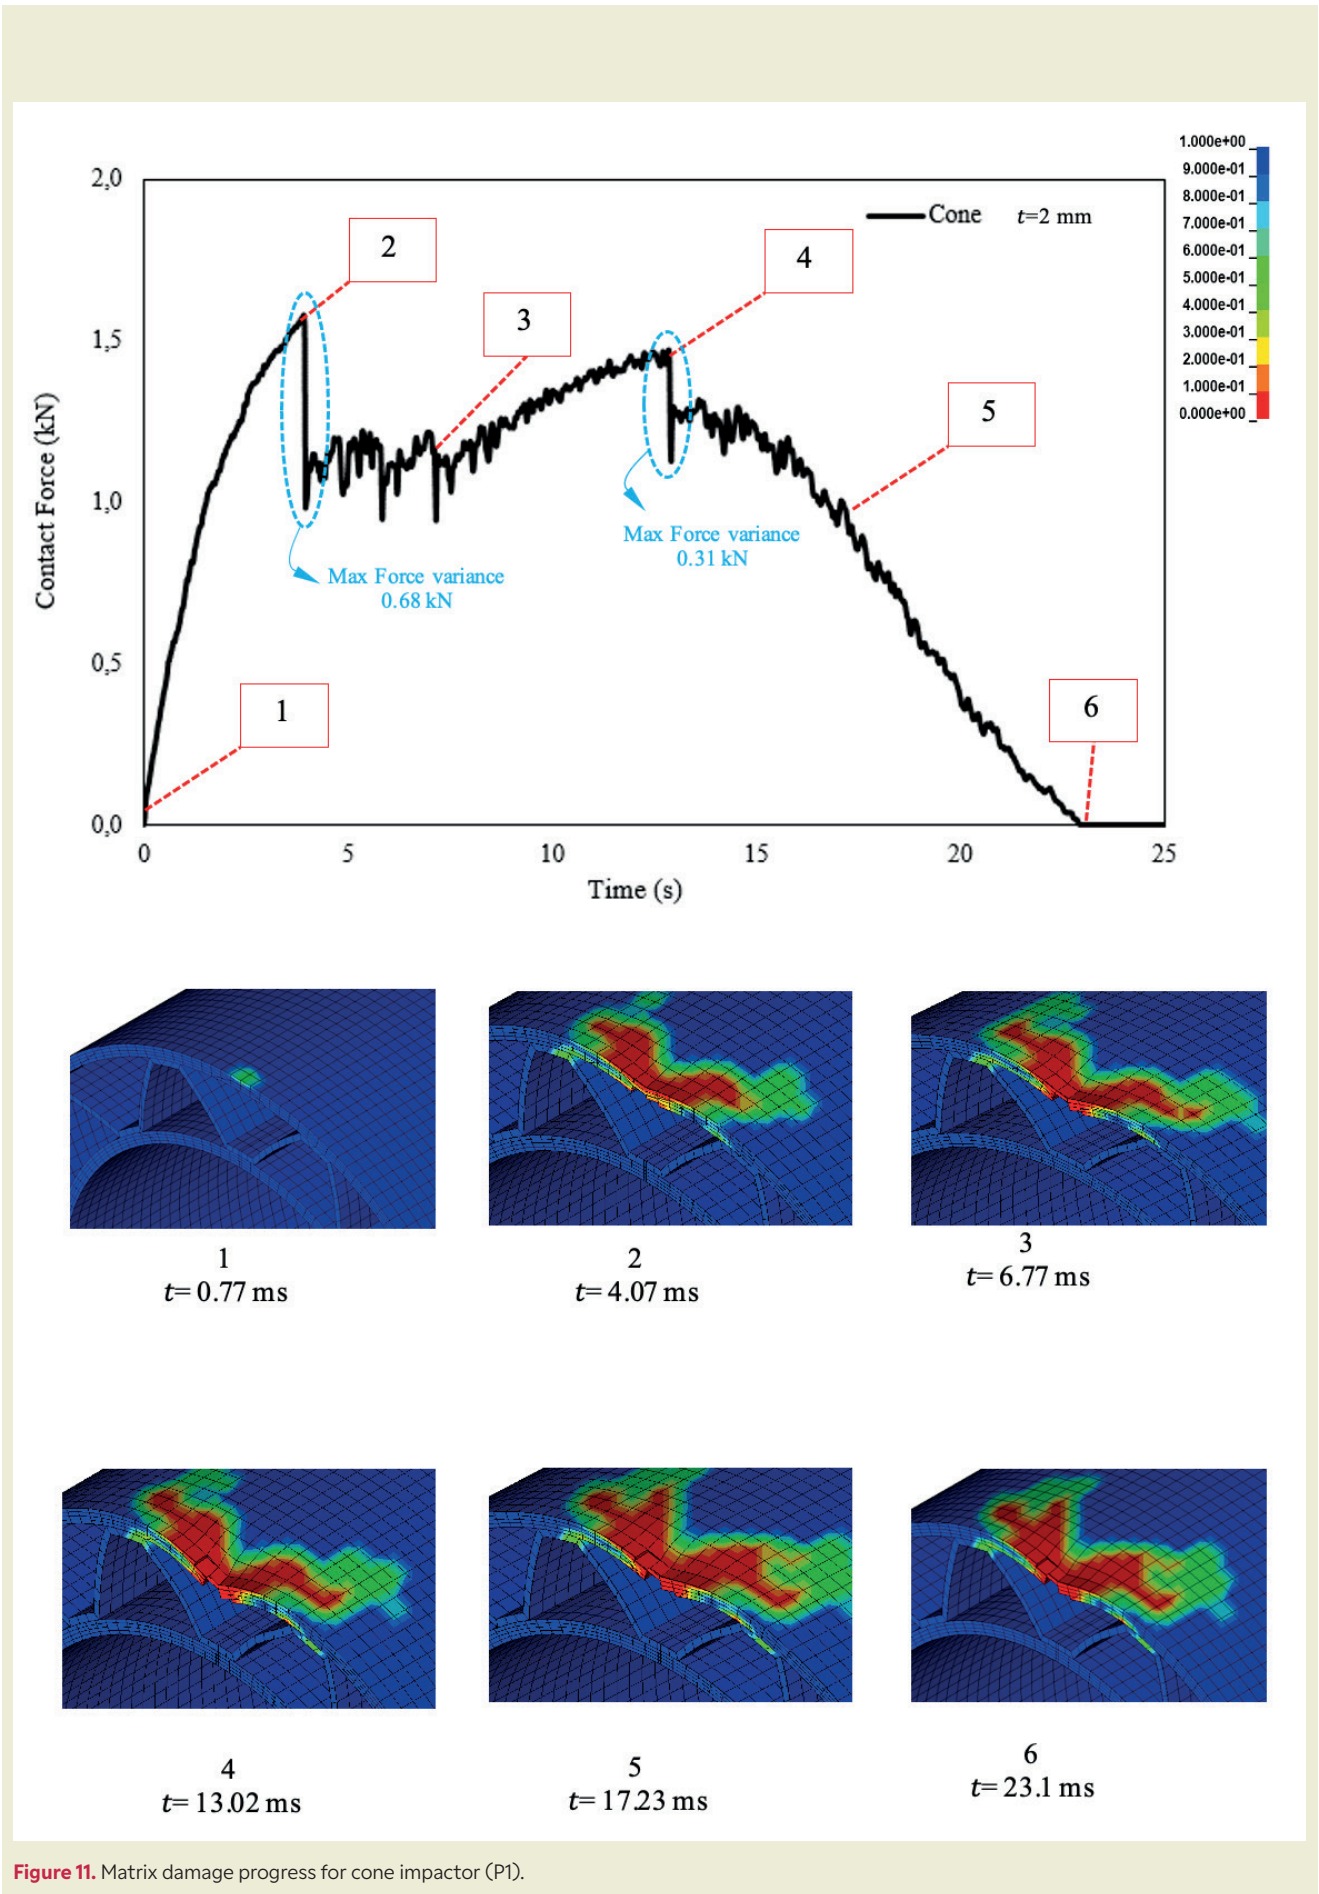 1.000e+00
9.000e-01
8.000e-01
7.000e-01
6.000e-01
5.000e-01
4.000e-01
3.000e-01
2.000e-01
1.000e-01
0.000e+00
2,0
1,5
1,0
0,5
0,0
Contact Force (kN)
Cone t=2 mm
1
2
3
4
5
6
Max Force variance
0.68 kN
Max Force variance
0.31 kN
0 5 10 15 20 25
Time (s)
1
t= 0.77 ms
2
t= 4.07 ms
3
t= 6.77 ms
4
t= 13.02 ms
5
t= 17.23 ms
6
t= 23.1 ms
Figure 11. Matrix damage progress for cone impactor (P1).